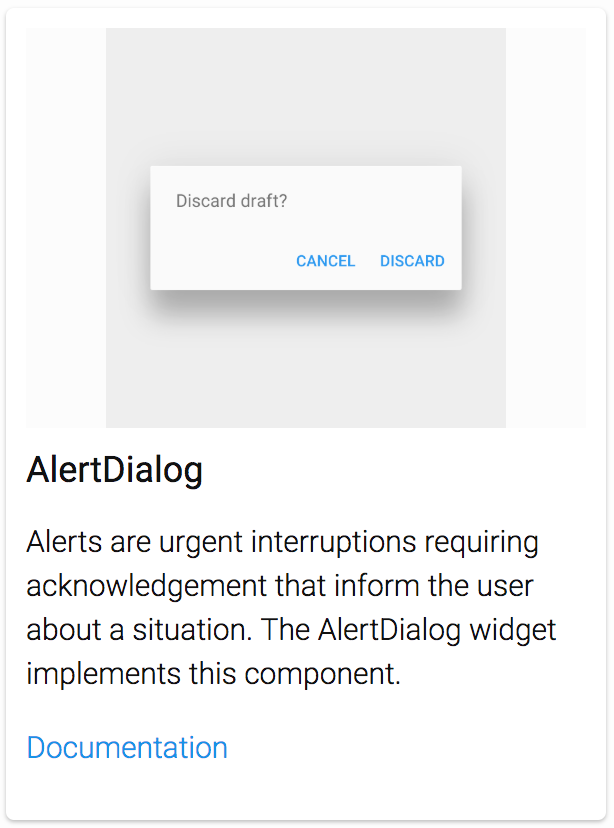 Discard draft?
CANCEL DISCARD
AlertDialog
Alerts are urgent interruptions requiring
acknowledgement that inform the user
about a situation. The AlertDialog widget
implements this component.
Documentation